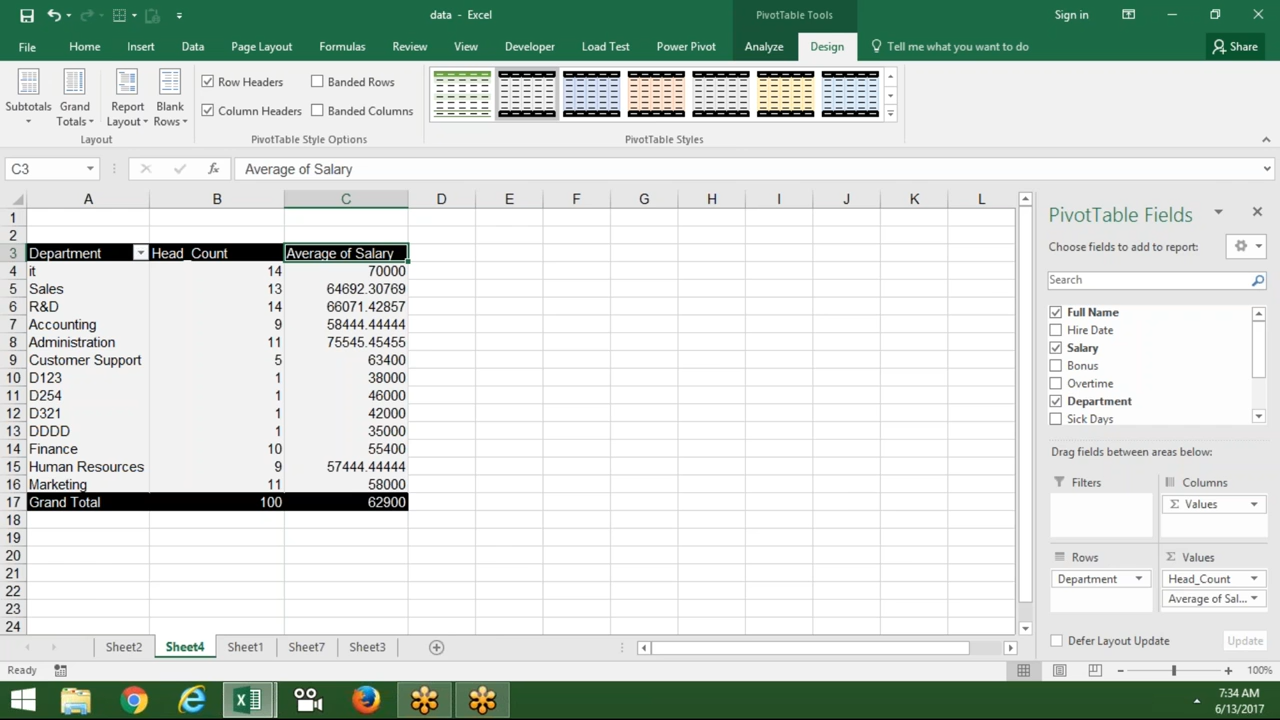 data - Excel
PivotTable Tools
Sign in
File Home Insert Data Page Layout Formulas Review View Developer Load Test Power Pivot Analyze Design Tell me what you want to do Share
Subtotals
Grand Totals
Report Layout
Blank Rows
Layout
Row Headers Banded Rows
Column Headers Banded Columns
PivotTable Style Options
PivotTable Styles
C3 fx Average of Salary
A B C D E F G H I J K L
1
2
3 Department Head_Count Average of Salary
4 it 14 70000
5 Sales 13 64692.30769
6 R&D 14 66071.42857
7 Accounting 9 58444.44444
8 Administration 11 75545.45455
9 Customer Support 5 63400
10 D123 1 38000
11 D254 1 46000
12 D321 1 42000
13 DDDD 1 35000
14 Finance 10 55400
15 Human Resources 9 57444.44444
16 Marketing 11 58000
17 Grand Total 100 62900
18
19
20
21
22
23
24
PivotTable Fields
Choose fields to add to report:
Search
Full Name
Hire Date
Salary
Bonus
Overtime
Department
Sick Days
Drag fields between areas below:
Filters
Columns
Σ Values
Rows
Department
Σ Values
Head_Count
Average of Sal...
Defer Layout Update Update
Sheet2 Sheet4 Sheet1 Sheet7 Sheet3
Ready
100%
7:34 AM
6/13/2017